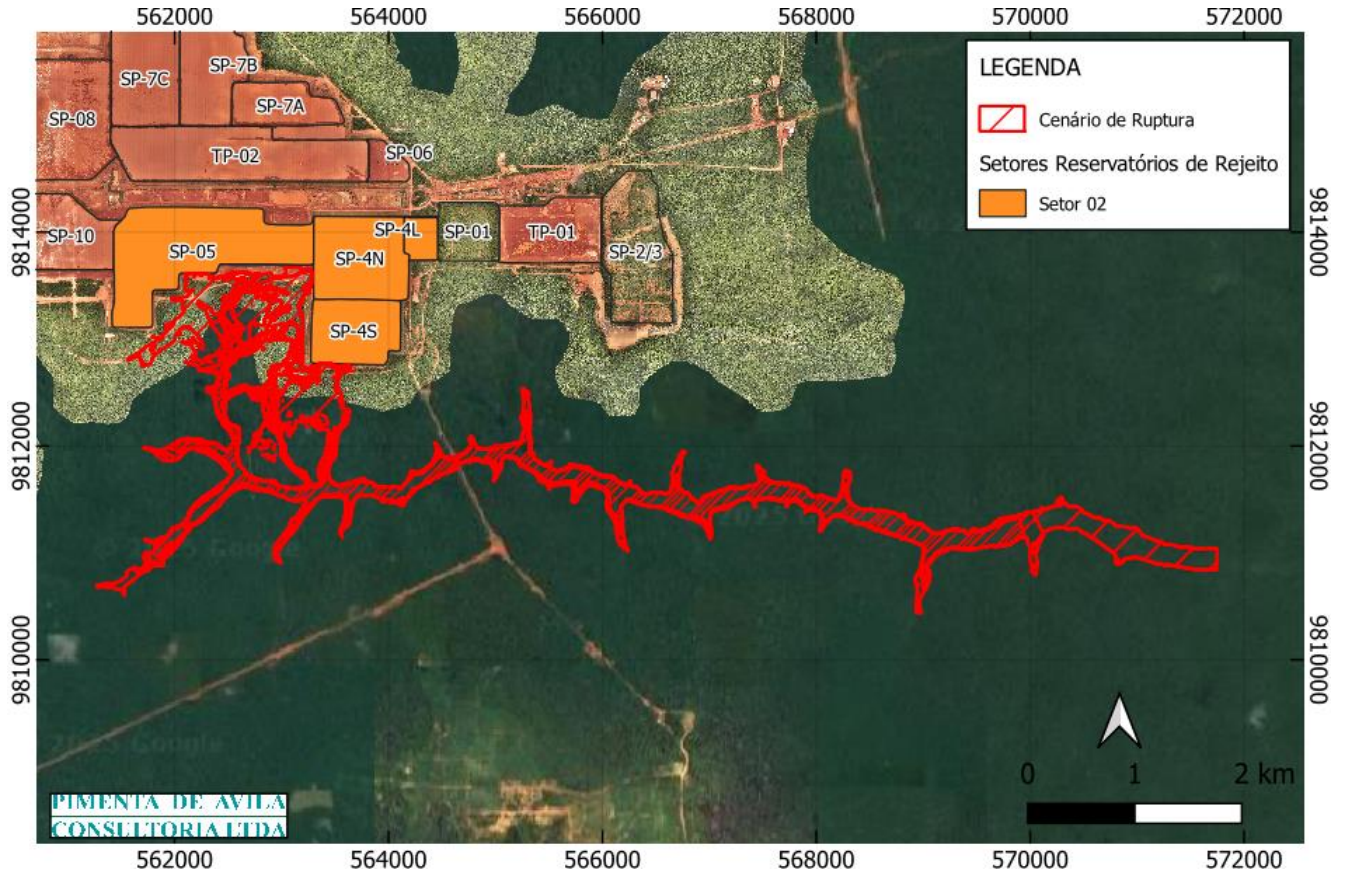 562000 564000 566000 568000 570000 572000
LEGENDA
Cenário de Ruptura
Setores Reservatórios de Rejeito
Setor 02
SP-7C
SP-7B
SP-7A
SP-08
TP-02
SP-06
SP-10
SP-05
SP-4L
SP-4N
SP-01
TP-01
SP-2/3
SP-4S
9814000
9814000
9812000
9812000
9810000
9810000
0 1 2 km
PIMENTA DE AVILA
CONSULTORIA LTDA
562000 564000 566000 568000 570000 572000